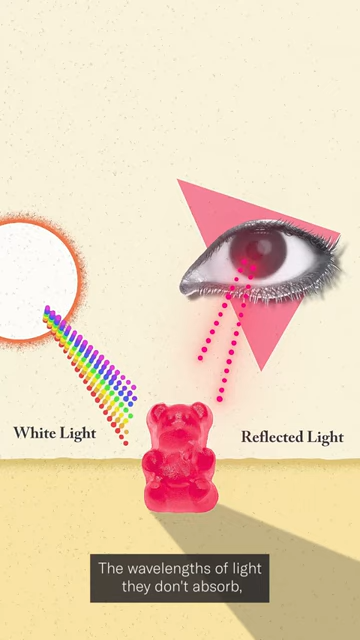 White Light
Reflected Light
The wavelengths of light
they don't absorb,